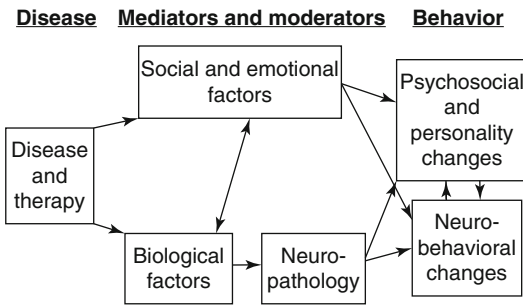 Disease Mediators and moderators Behavior
Social and emotional
factors
Psychosocial
and
personality
changes
Disease
and
therapy
Biological
factors
Neuro-
pathology
Neuro-
behavioral
changes